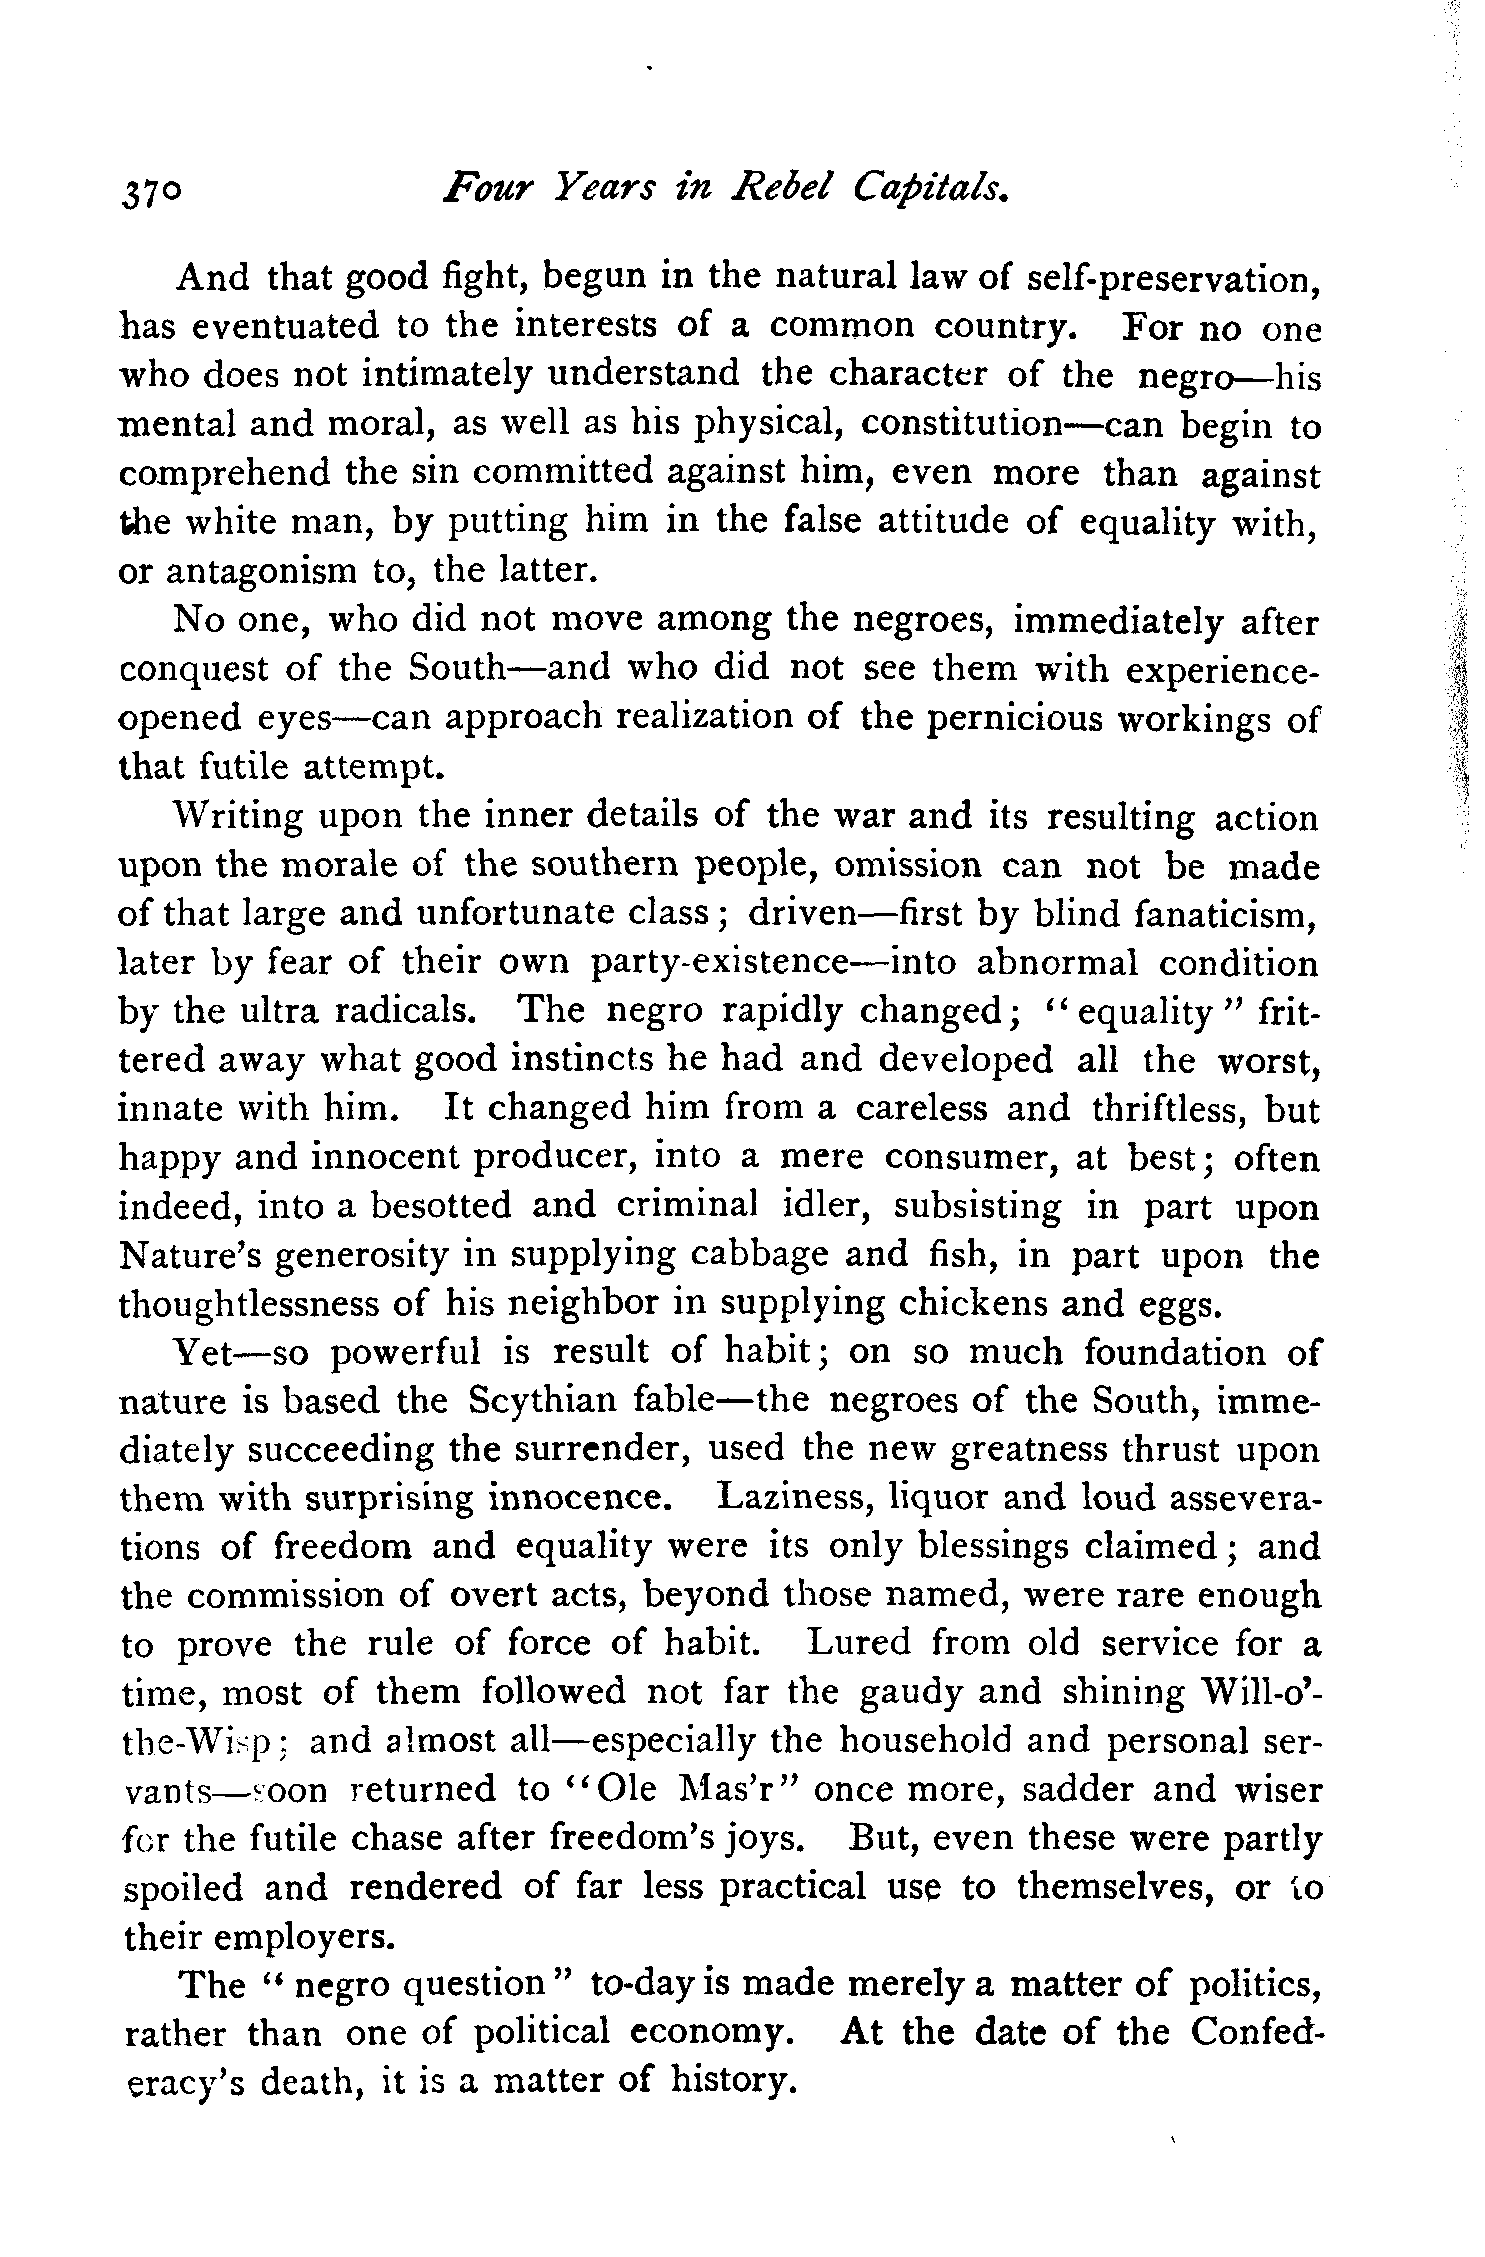 370 Four Years in Rebel Capitals.
And that good fight, begun in the natural law of self-preservation,
has eventuated to the interests of a common country. For no one
who does not intimately understand the character of the negro—his
mental and moral, as well as his physical, constitution—can begin to
comprehend the sin committed against him, even more than against
the white man, by putting him in the false attitude of equality with,
or antagonism to, the latter.
No one, who did not move among the negroes, immediately after
conquest of the South—and who did not see them with experience-
opened eyes—can approach realization of the pernicious workings of
that futile attempt.
Writing upon the inner details of the war and its resulting action
upon the morale of the southern people, omission can not be made
of that large and unfortunate class; driven—first by blind fanaticism,
later by fear of their own party-existence—into abnormal condition
by the ultra radicals. The negro rapidly changed; "equality" frit-
tered away what good instincts he had and developed all the worst,
innate with him. It changed him from a careless and thriftless, but
happy and innocent producer, into a mere consumer, at best; often
indeed, into a besotted and criminal idler, subsisting in part upon
Nature's generosity in supplying cabbage and fish, in part upon the
thoughtlessness of his neighbor in supplying chickens and eggs.
Yet—so powerful is result of habit; on so much foundation of
nature is based the Scythian fable—the negroes of the South, imme-
diately succeeding the surrender, used the new greatness thrust upon
them with surprising innocence. Laziness, liquor and loud assevera-
tions of freedom and equality were its only blessings claimed; and
the commission of overt acts, beyond those named, were rare enough
to prove the rule of force of habit. Lured from old service for a
time, most of them followed not far the gaudy and shining Will-o'-
the-Wisp; and almost all—especially the household and personal ser-
vants—soon returned to "Ole Mas'r" once more, sadder and wiser
for the futile chase after freedom's joys. But, even these were partly
spoiled and rendered of far less practical use to themselves, or to
their employers.
The "negro question" to-day is made merely a matter of politics,
rather than one of political economy. At the date of the Confed-
eracy's death, it is a matter of history.